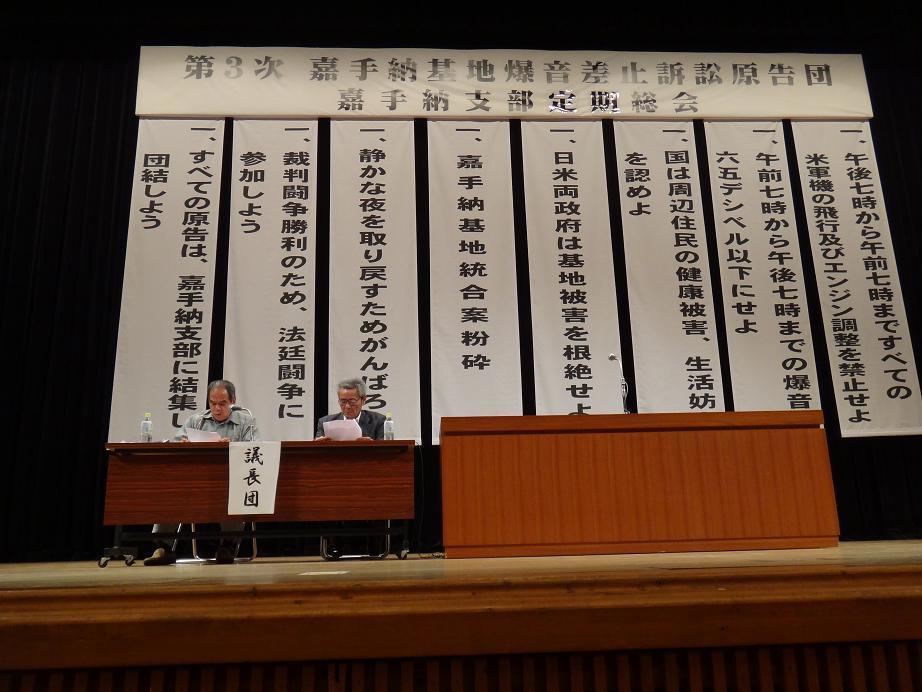 第3次 嘉手納基地爆音差止訴訟原告団
嘉手納支部定期総会
一、午後七時から午前七時まですべての
米軍機の飛行及びエンジン調整を禁止せよ
一、午前七時から午後七時までの爆音
六五デシベル以下にせよ
一、国は周辺住民の健康被害、生活妨
を認めよ
一、日米両政府は基地被害を根絶せよ
一、嘉手納基地統合案粉砕
一、静かな夜を取り戻すためがんばろ
一、裁判闘争勝利のため、法廷闘争に
参加しよう
一、すべての原告は、嘉手納支部に結集し
団結しよう
議長団